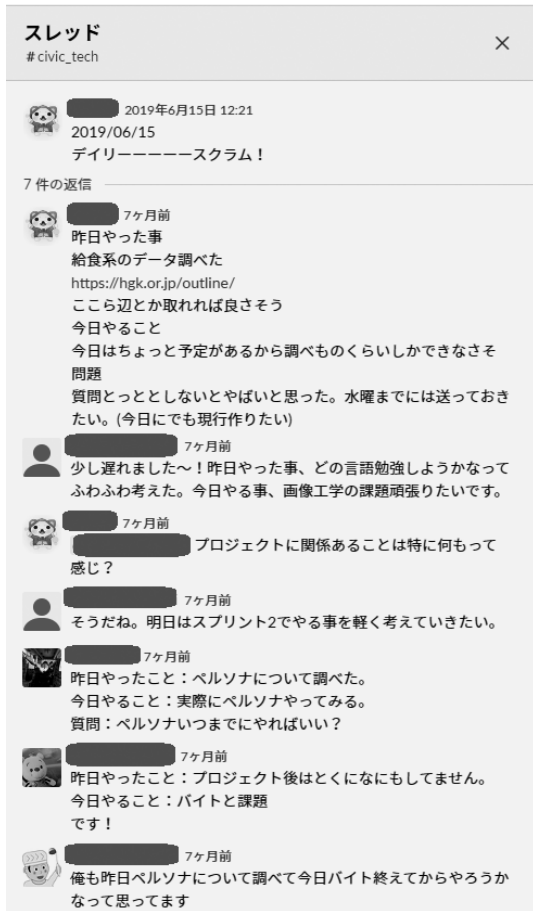 スレッド
#civic_tech
2019年6月15日 12:21
2019/06/15
デイリーーーーースクラム！
7 件の返信
7ヶ月前
昨日やった事
給食系のデータ調べた
https://hgk.or.jp/outline/
ここら辺とか取れれば良さそう
今日やること
今日はちょっと予定があるから調べものくらいしかできなさそ
問題
質問とっととしないとやばいと思った。水曜までには送っておき
たい。(今日にでも現行作りたい)
7ヶ月前
少し遅れました～！昨日やった事、どの言語勉強しようかなって
ふわふわ考えた。今日やる事、画像工学の課題頑張りたいです。
7ヶ月前
プロジェクトに関係あることは特に何もって
感じ？
7ヶ月前
そうだね。明日はスプリント2でやる事を軽く考えていきたい。
7ヶ月前
昨日やったこと：ペルソナについて調べた。
今日やること：実際にペルソナやってみる。
質問：ペルソナいつまでにやればいい？
7ヶ月前
昨日やったこと：プロジェクト後はとくになにもしてません。
今日やること：バイトと課題
です！
7ヶ月前
俺も昨日ペルソナについて調べて今日バイト終えてからやろうか
なって思ってます